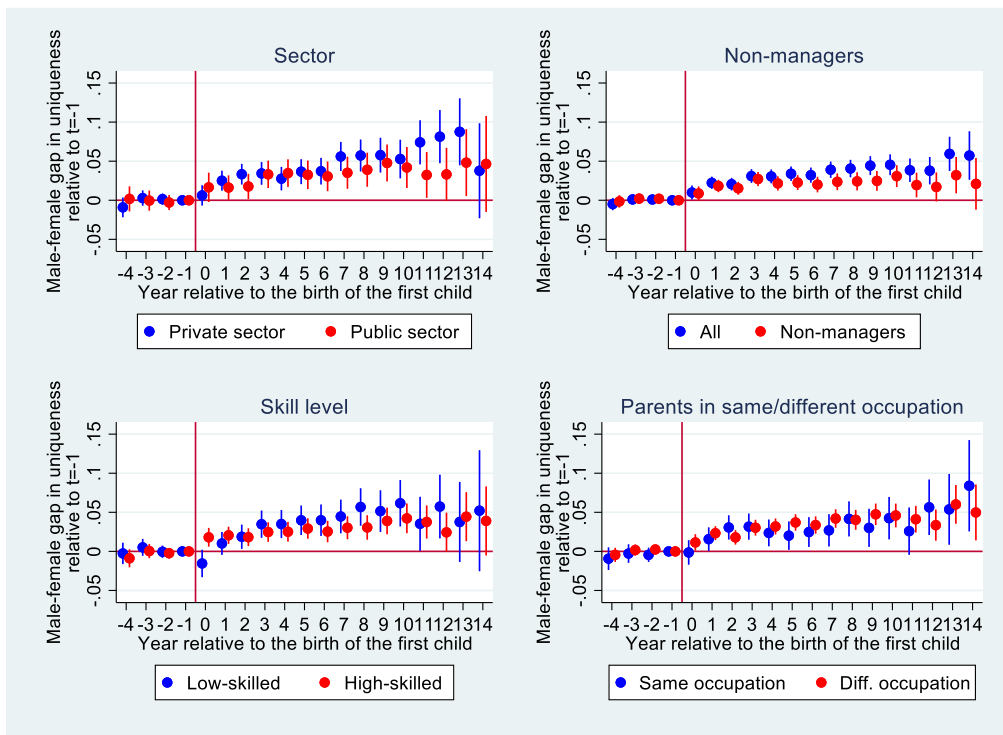 Sector
Male-female gap in uniqueness
relative to t=-1
.15
.1
.05
0
-.05
-4 -3 -2 -1 0 1 2 3 4 5 6 7 8 9 10 11 12 13 14
Year relative to the birth of the first child
Private sector Public sector
Non-managers
Male-female gap in uniqueness
relative to t=-1
.15
.1
.05
0
-.05
-4 -3 -2 -1 0 1 2 3 4 5 6 7 8 9 10 11 12 13 14
Year relative to the birth of the first child
All Non-managers
Skill level
Male-female gap in uniqueness
relative to t=-1
.15
.1
.05
0
-.05
-4 -3 -2 -1 0 1 2 3 4 5 6 7 8 9 10 11 12 13 14
Year relative to the birth of the first child
Low-skilled High-skilled
Parents in same/different occupation
Male-female gap in uniqueness
relative to t=-1
.15
.1
.05
0
-.05
-4 -3 -2 -1 0 1 2 3 4 5 6 7 8 9 10 11 12 13 14
Year relative to the birth of the first child
Same occupation Diff. occupation